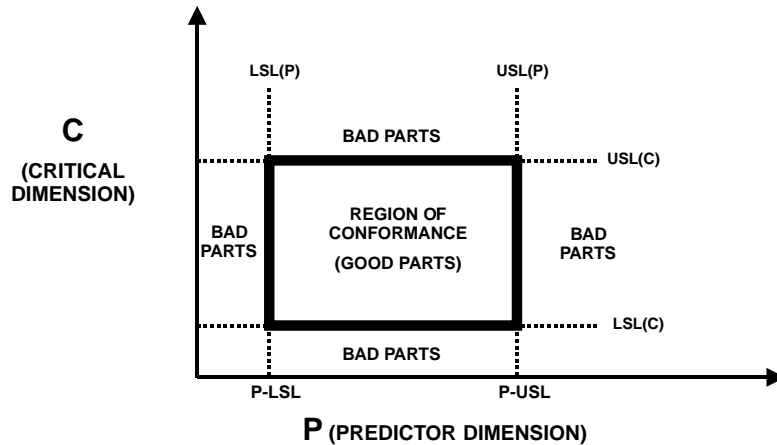 LSL(P)
USL(P)
C
(CRITICAL
DIMENSION)
BAD PARTS
USL(C)
BAD
PARTS
REGION OF
CONFORMANCE
(GOOD PARTS)
BAD
PARTS
LSL(C)
BAD PARTS
P-LSL
P-USL
P (PREDICTOR DIMENSION)